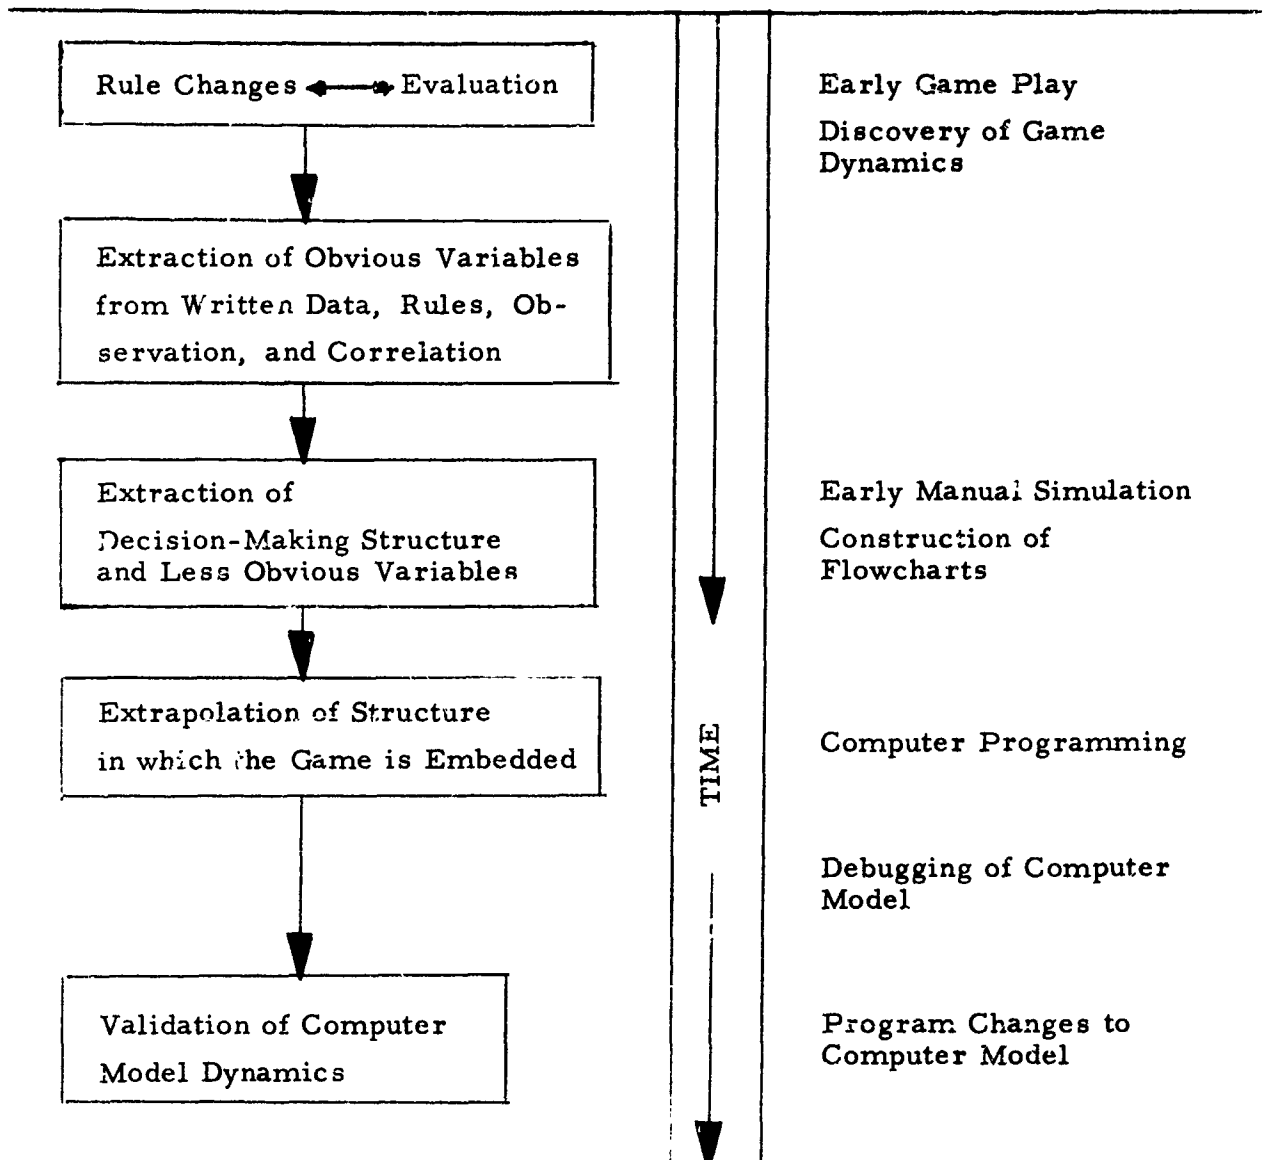 Rule Changes Evaluation
Extraction of Obvious Variables
from Written Data, Rules, Ob-
servation, and Correlation
Extraction of
Decision-Making Structure
and Less Obvious Variables
Extrapolation of Structure
in which the Game is Embedded
Validation of Computer
Model Dynamics
TIME
Early Game Play
Discovery of Game
Dynamics
Early Manual Simulation
Construction of
Flowcharts
Computer Programming
Debugging of Computer
Model
Program Changes to
Computer Model